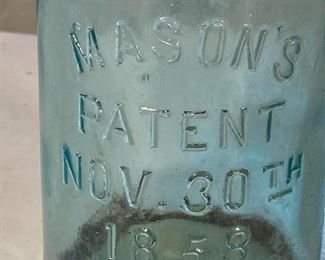 MASON'S
PATENT
NOV. 30TH
1858